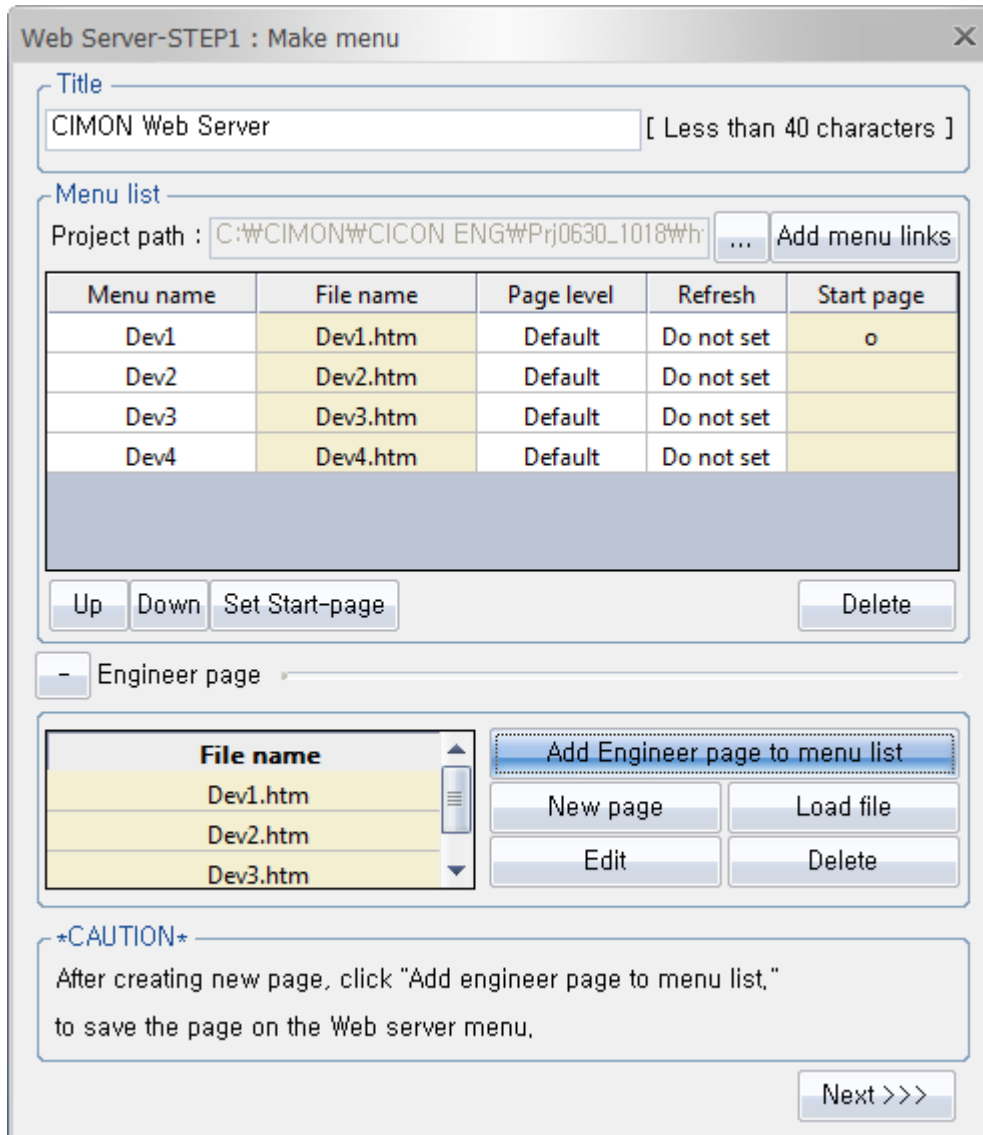 Web Server-STEP1 : Make menu
Title
CIMON Web Server [ Less than 40 characters ]
Menu list
Project path : C:₩CIMON₩CICON ENG₩Prj0630_1018₩h ... Add menu links
Menu name File name Page level Refresh Start page
Dev1 Dev1.htm Default Do not set o
Dev2 Dev2.htm Default Do not set
Dev3 Dev3.htm Default Do not set
Dev4 Dev4.htm Default Do not set
Up Down Set Start-page Delete
- Engineer page
File name
Dev1.htm
Dev2.htm
Dev3.htm
Add Engineer page to menu list
New page Load file
Edit Delete
*CAUTION*
After creating new page, click "Add engineer page to menu list,"
to save the page on the Web server menu,
Next >>>